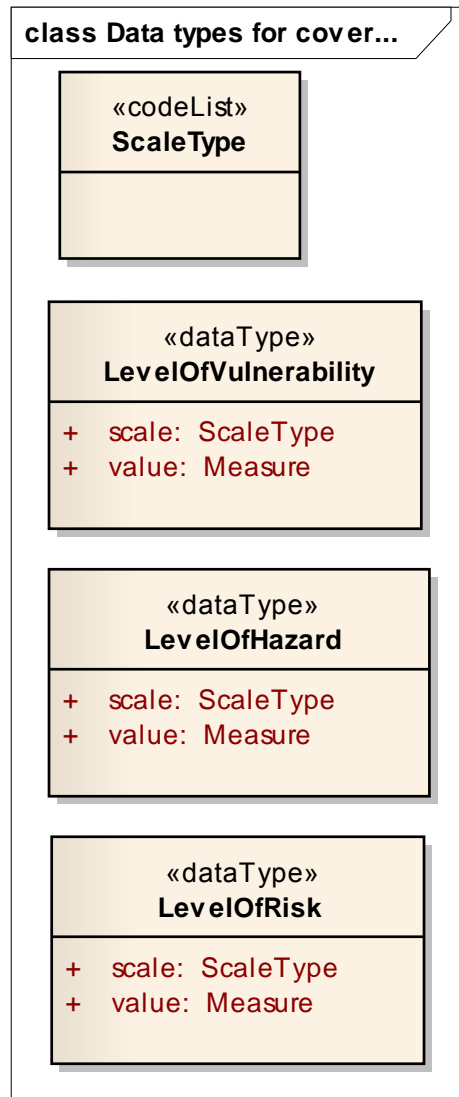 class Data types for cover...
«codeList»
ScaleType
«dataType»
LevelOfVulnerability
+ scale: ScaleType
+ value: Measure
«dataType»
LevelOfHazard
+ scale: ScaleType
+ value: Measure
«dataType»
LevelOfRisk
+ scale: ScaleType
+ value: Measure